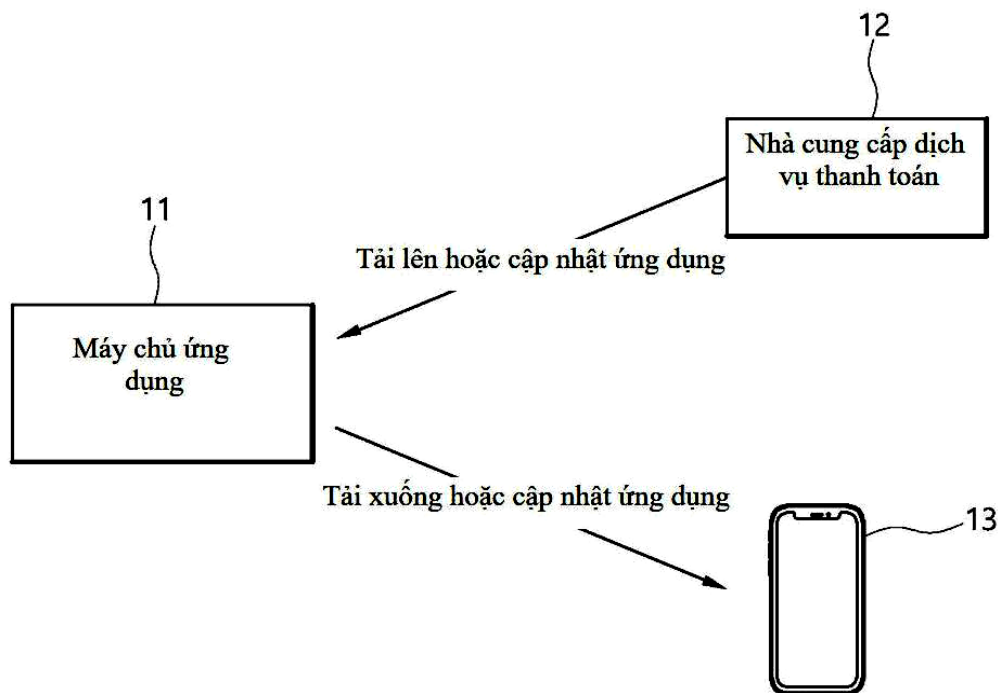 12
Nhà cung cấp dịch
vụ thanh toán
11
Tải lên hoặc cập nhật ứng dụng
Máy chủ ứng
dụng
Tải xuống hoặc cập nhật ứng dụng
13